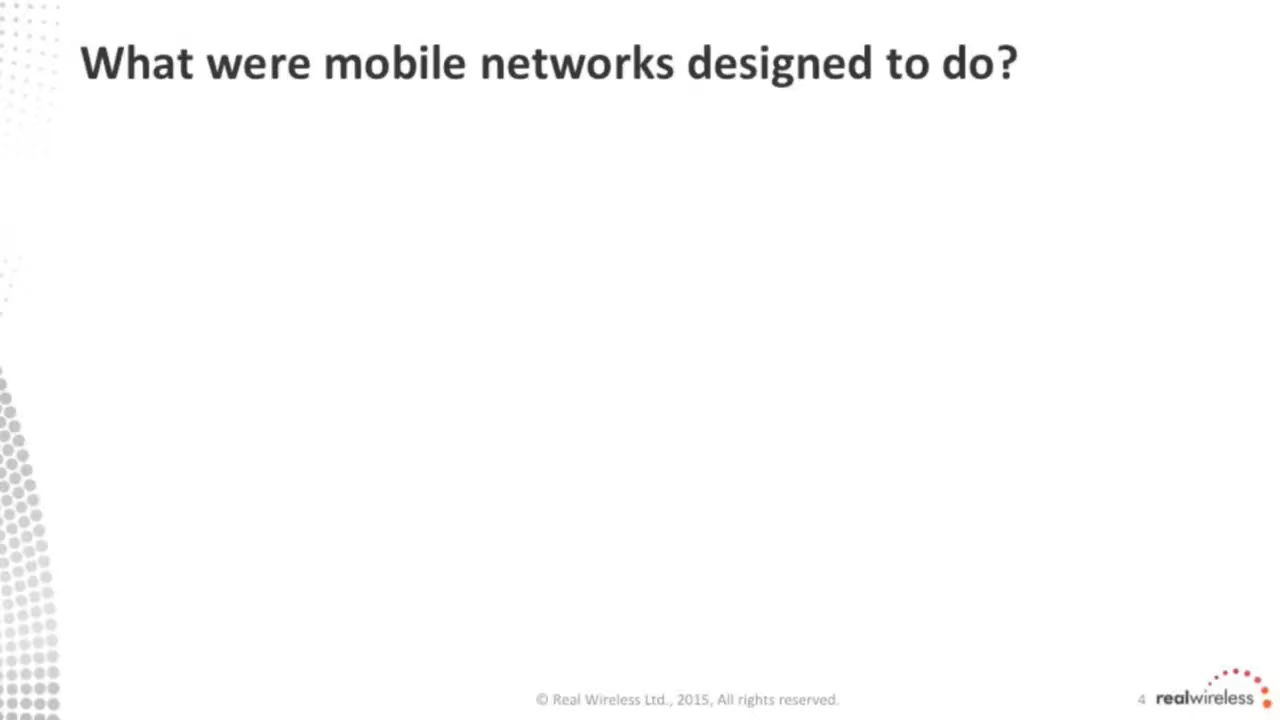 What were mobile networks designed to do?
© Real Wireless Ltd., 2015, All rights reserved.
4
realwireless